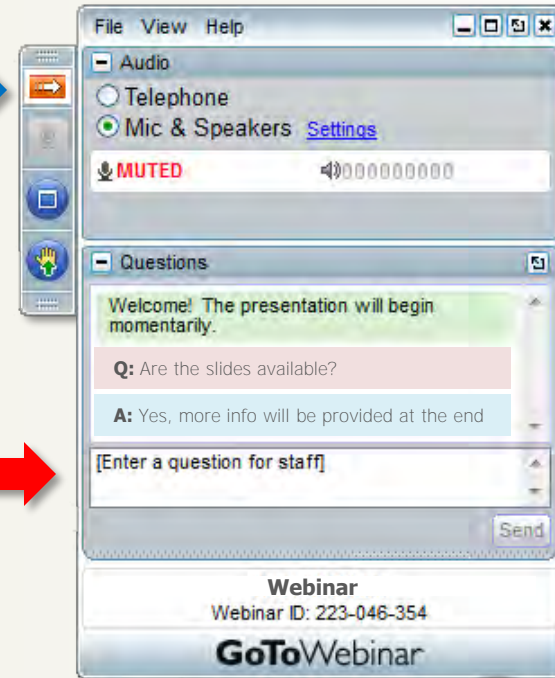 File View Help
Audio
Telephone
Mic & Speakers Settings
MUTED 000000000
Questions
Welcome! The presentation will begin
momentarily.
Q: Are the slides available?
A: Yes, more info will be provided at the end
[Enter a question for staff]
Send
Webinar
Webinar ID: 223-046-354
GoToWebinar